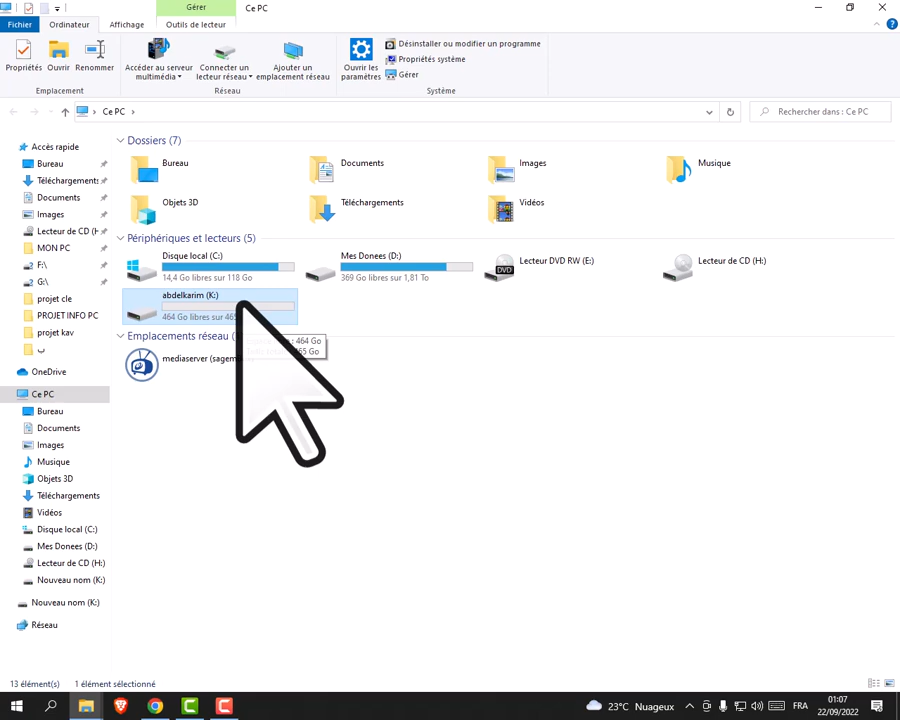 Gérer
Ce PC
Fichier
Ordinateur
Affichage
Outils de lecteur
Propriétés
Ouvrir
Renommer
Accéder au serveur
multimédia
Connecter un
lecteur réseau
Ajouter un
emplacement réseau
Ouvrir les
paramètres
Désinstaller ou modifier un programme
Propriétés système
Gérer
Emplacement
Réseau
Système
Ce PC
Rechercher dans : Ce PC
Accès rapide
Bureau
Téléchargements
Documents
Images
Lecteur de CD (H
MON PC
F:\
G:\
projet cle
PROJET INFO PC
projet kav
ب
OneDrive
Ce PC
Bureau
Documents
Images
Musique
Objets 3D
Téléchargements
Vidéos
Disque local (C:)
Mes Donees (D:)
Lecteur de CD (H:)
Nouveau nom (K:)
Nouveau nom (K:)
Réseau
Dossiers (7)
Bureau
Documents
Images
Musique
Objets 3D
Téléchargements
Vidéos
Périphériques et lecteurs (5)
Disque local (C:)
14,4 Go libres sur 118 Go
Mes Donees (D:)
369 Go libres sur 1,81 To
DVD
Lecteur DVD RW (E:)
Lecteur de CD (H:)
abdelkarim (K:)
464 Go libres sur 465
: 464 Go
65 Go
Emplacements réseau
mediaserver (sagem
13 élément(s)
1 élément sélectionné
23°C Nuageux
FRA
01:07
22/09/2022